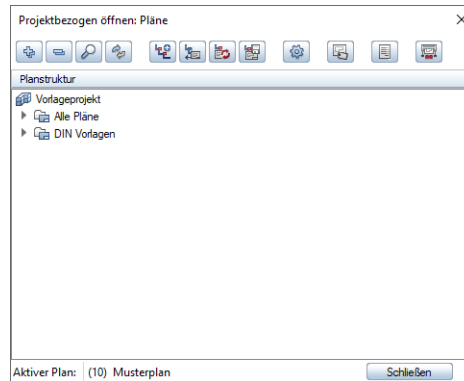 Projektbezogen öffnen: Pläne
Planstruktur
Vorlageprojekt
Alle Pläne
DIN Vorlagen
Aktiver Plan: (10) Musterplan Schließen